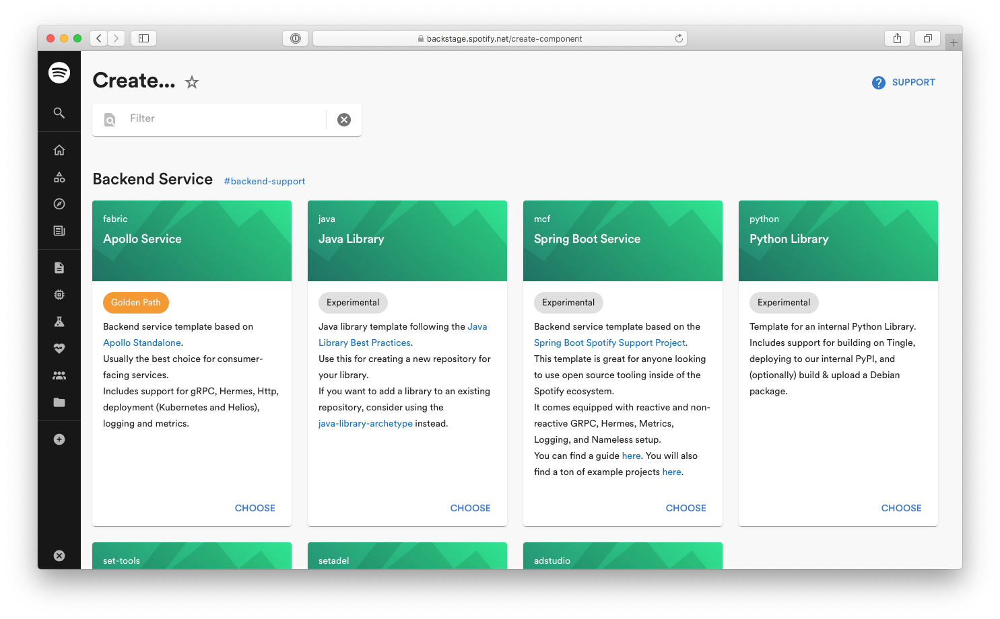 backstage.spotify.net/create-component
Create...
SUPPORT
Filter
Backend Service #backend-support
fabric
Apollo Service
Golden Path
Backend service template based on
Apollo Standalone.
Usually the best choice for consumer-
facing services.
Includes support for gRPC, Hermes, Http,
deployment (Kubernetes and Helios),
logging and metrics.
CHOOSE
java
Java Library
Experimental
Java library template following the Java
Library Best Practices.
Use this for creating a new repository for
your library.
If you want to add a library to an existing
repository, consider using the
java-library-archetype instead.
CHOOSE
mcf
Spring Boot Service
Experimental
Backend service template based on the
Spring Boot Spotify Support Project.
This template is great for anyone looking
to use open source tooling inside of the
Spotify ecosystem.
It comes equipped with reactive and non-
reactive GRPC, Hermes, Metrics,
Logging, and Nameless setup.
You can find a guide here. You will also
find a ton of example projects here.
CHOOSE
python
Python Library
Experimental
Template for an internal Python Library.
Includes support for building on Tingle,
deploying to our internal PyPI, and
(optionally) build & upload a Debian
package.
CHOOSE
set-tools
setadel
adstudio